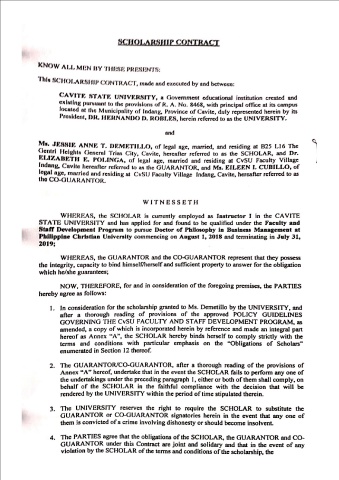 SCHOLARSHIP CONTRACT
KNOW ALL MEN BY THESE PRESENTS:
This SCHOLARSHIP CONTRACT, made and executed by and between:
CAVITE STATE UNIVERSITY, a Government educational institution created and
existing pursuant to the provisions of R. A. No. 8468, with principal office at its campus
located at the Municipality of Indang, Province of Cavite, duly represented herein by its
President, DR. HERNANDO D. ROBLES, herein referred to as the UNIVERSITY.
and
Ms. JESSIE ANNE T. DEMETILLO, of legal age, married, and residing at B25 L16 The
Gentri Heights General Trias City, Cavite, hereafter referred to as the SCHOLAR, and Dr.
ELIZABETH E. POLINGA, of legal age, married and residing at CvSU Faculty Village
Indang, Cavite hereinafter referred to as the GUARANTOR, and Ms. EILEEN I. CUBILLO, of
legal age, married and residing at CvSU Faculty Village Indang, Cavite, hereafter referred to as
the CO-GUARANTOR.
W I T N E S S E T H
WHEREAS, the SCHOLAR is currently employed as Instructor I in the CAVITE
STATE UNIVERSITY and has applied for and found to be qualified under the Faculty and
Staff Development Program to pursue Doctor of Philosophy in Business Management at
Philippine Christian University commencing on August 1, 2018 and terminating in July 31,
2019;
WHEREAS, the GUARANTOR and the CO-GUARANTOR represent that they possess
the integrity, capacity to bind himself/herself and sufficient property to answer for the obligation
which he/she guarantees;
NOW, THEREFORE, for and in consideration of the foregoing premises, the PARTIES
hereby agree as follows:
1. In consideration for the scholarship granted to Ms. Demetillo by the UNIVERSITY, and
after a thorough reading of provisions of the approved POLICY GUIDELINES
GOVERNING THE CvSU FACULTY AND STAFF DEVELOPMENT PROGRAM, as
amended, a copy of which is incorporated herein by reference and made an integral part
hereof as Annex "A", the SCHOLAR hereby binds herself to comply strictly with the
terms and conditions with particular emphasis on the "Obligations of Scholars"
enumerated in Section 12 thereof.
2. The GUARANTOR/CO-GUARANTOR, after a thorough reading of the provisions of
Annex "A" hereof, undertake that in the event the SCHOLAR fails to perform any one of
the undertakings under the preceding paragraph 1, either or both of them shall comply, on
behalf of the SCHOLAR in the faithful compliance with the decision that will be
rendered by the UNIVERSITY within the period of time stipulated therein.
3. The UNIVERSITY reserves the right to require the SCHOLAR to substitute the
GUARANTOR or CO-GUARANTOR signatories herein in the event that any one of
them is convicted of a crime involving dishonesty or should become insolvent.
4. The PARTIES agree that the obligations of the SCHOLAR, the GUARANTOR and CO-
GUARANTOR under this Contract are joint and solidary and that in the event of any
violation by the SCHOLAR of the terms and conditions of the scholarship, the